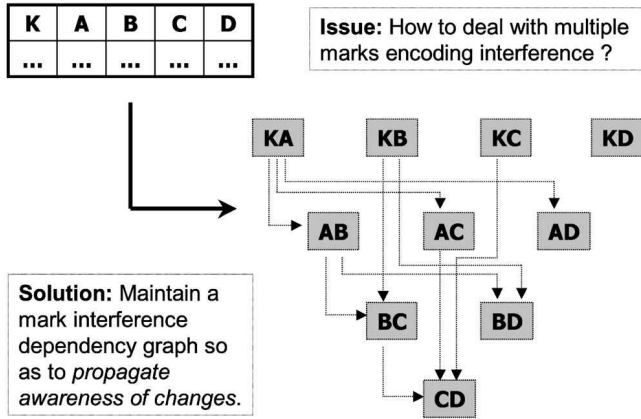 K A B C D
... ... ... ... ...
Issue: How to deal with multiple
marks encoding interference ?
KA KB KC KD
AB AC AD
Solution: Maintain a
mark interference
dependency graph so
as to propagate
awareness of changes.
BC BD
CD